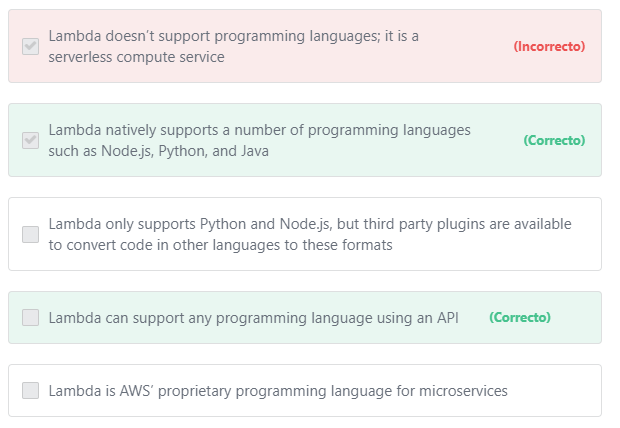 Lambda doesn't support programming languages; it is a
serverless compute service
(Incorrecto)
Lambda natively supports a number of programming languages
such as Node.js, Python, and Java
(Correcto)
Lambda only supports Python and Node.js, but third party plugins are available
to convert code in other languages to these formats
Lambda can support any programming language using an API (Correcto)
Lambda is AWS’ proprietary programming language for microservices